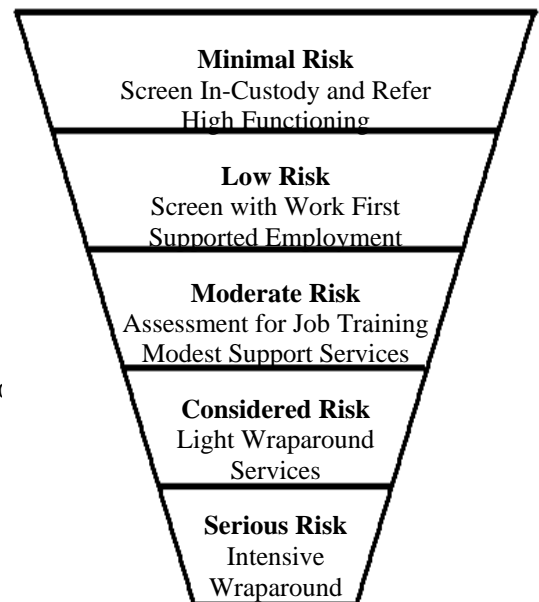 Minimal Risk
Screen In-Custody and Refer
High Functioning
Low Risk
Screen with Work First
Supported Employment
Moderate Risk
Assessment for Job Training
Modest Support Services
Considered Risk
Light Wraparound
Services
Serious Risk
Intensive
Wraparound